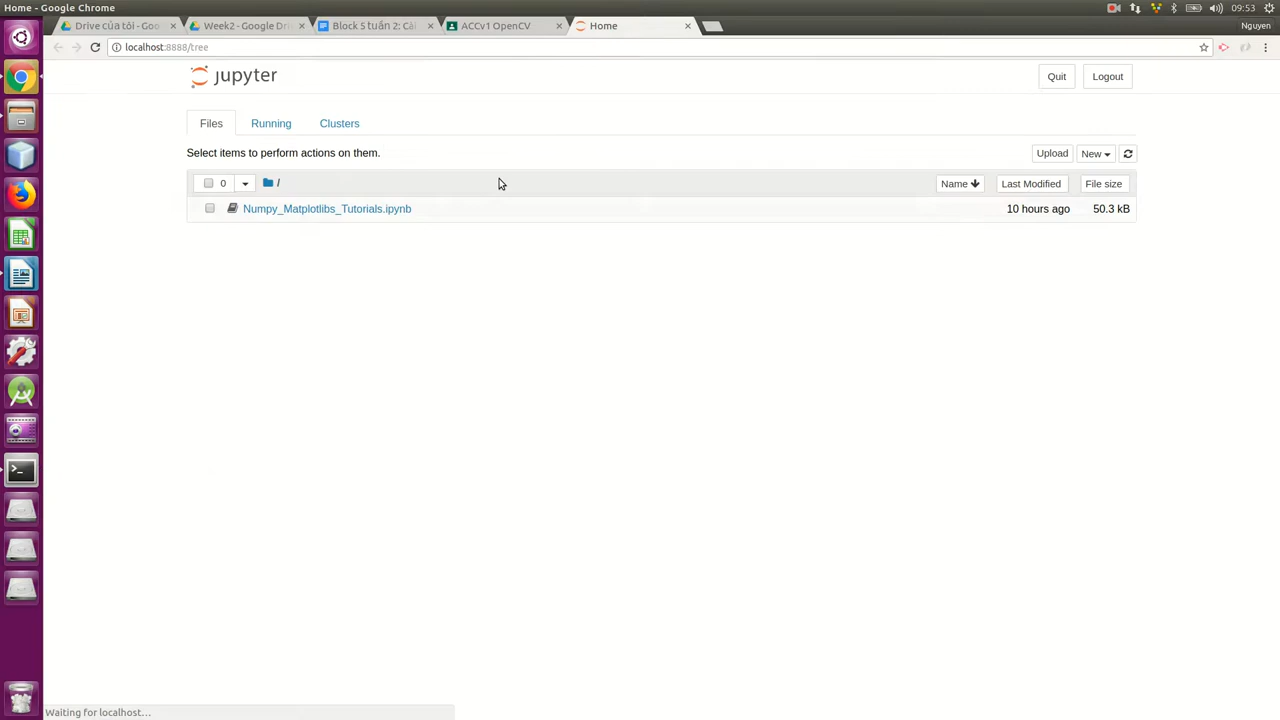 Home - Google Chrome
09:53
Drive của tôi - Goo
Week2 - Google Dri
Block 5 tuần 2: Cài
ACCv1 OpenCV
Home
Nguyen
localhost:8888/tree
jupyter
Quit
Logout
Files
Running
Clusters
Select items to perform actions on them.
Upload
New
0
/
Name
Last Modified
File size
Numpy_Matplotlibs_Tutorials.ipynb
10 hours ago
50.3 kB
Waiting for localhost…